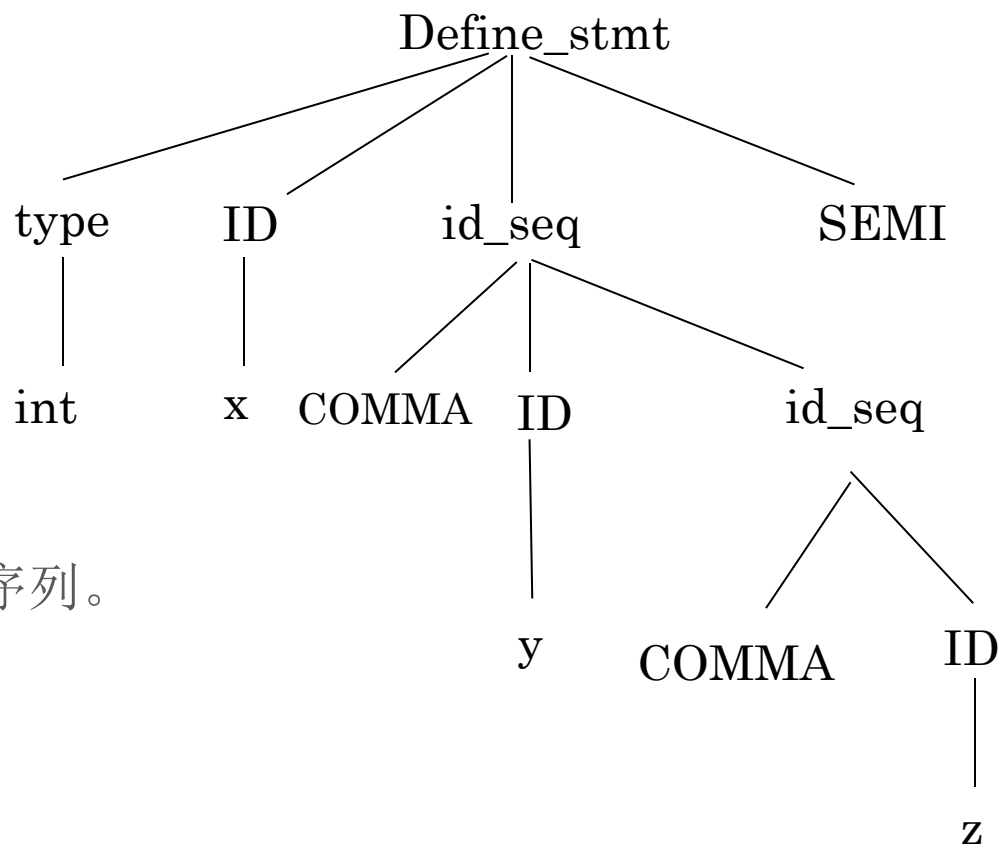 Define_stmt
type ID id_seq SEMI
int x COMMA ID id_seq
序列。
y COMMA ID
z